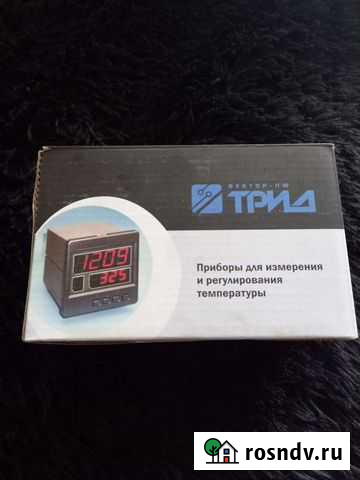 ВЕКТОР-ПМ
ТРИД
1209
325
Приборы для измерения
и регулирования
температуры
rosndv.ru